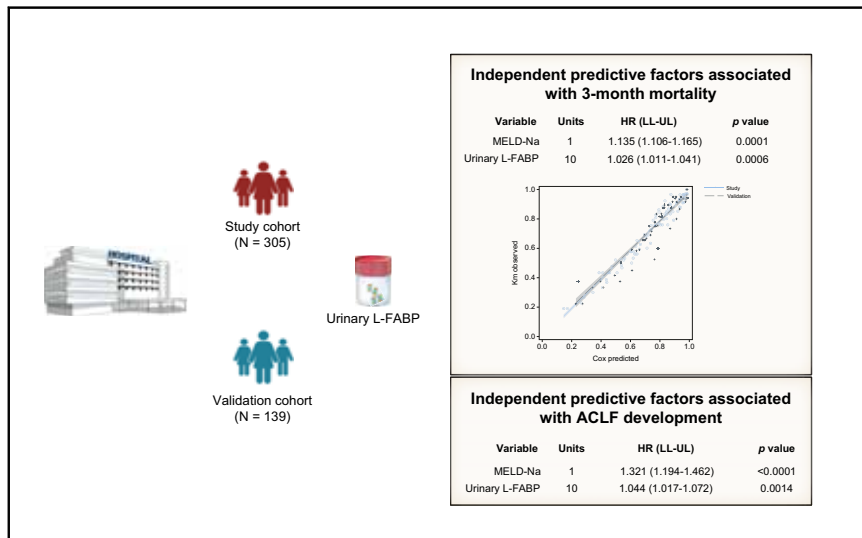 HOSPITAL
Study cohort
(N = 305)
Urinary L-FABP
Validation cohort
(N = 139)
Independent predictive factors associated
with 3-month mortality
Variable Units HR (LL-UL) p value
MELD-Na 1 1.135 (1.106-1.165) 0.0001
Urinary L-FABP 10 1.026 (1.011-1.041) 0.0006
Study
Validation
Km observed
1.0
0.8
0.6
0.4
0.2
0.0
0.0 0.2 0.4 0.6 0.8 1.0
Cox predicted
Independent predictive factors associated
with ACLF development
Variable Units HR (LL-UL) p value
MELD-Na 1 1.321 (1.194-1.462) <0.0001
Urinary L-FABP 10 1.044 (1.017-1.072) 0.0014